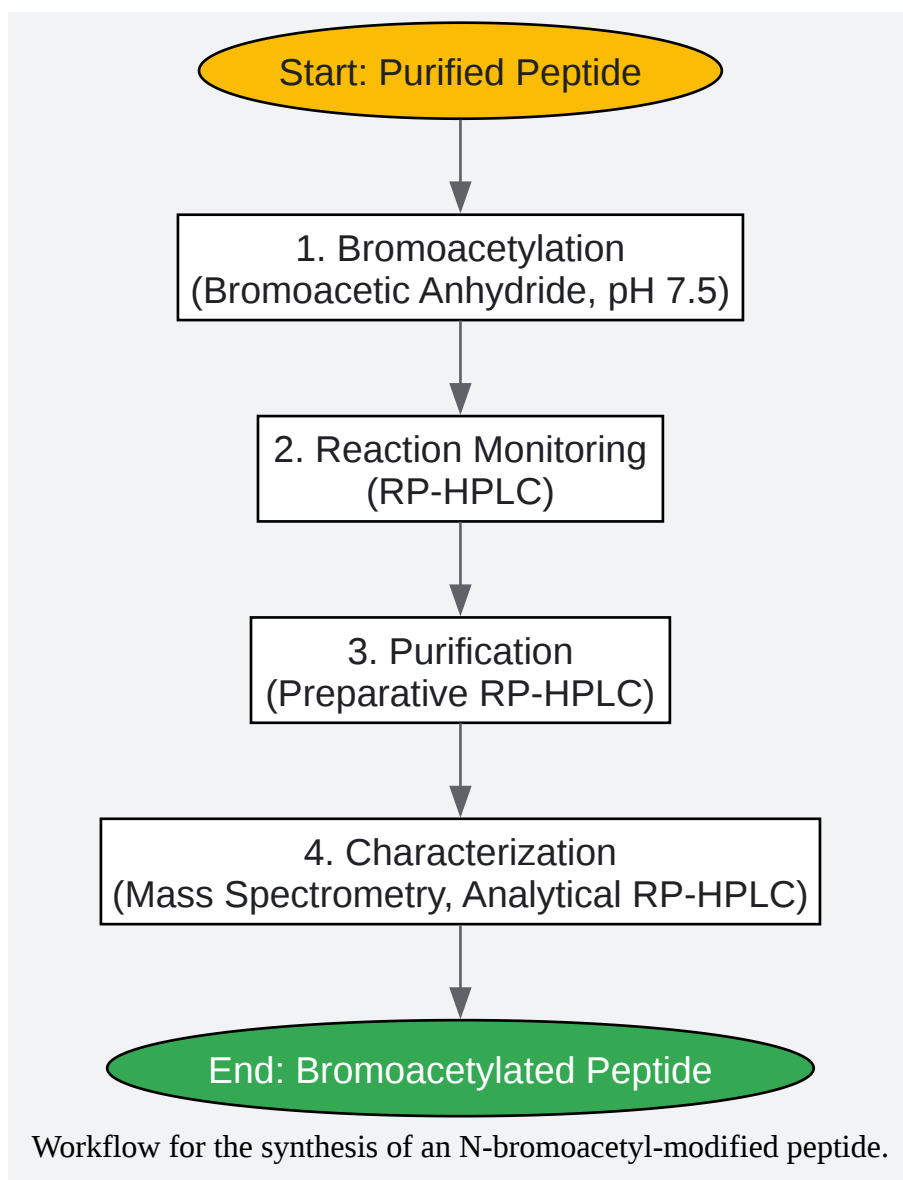 Start: Purified Peptide
1. Bromoacetylation
(Bromoacetic Anhydride, pH 7.5)
2. Reaction Monitoring
(RP-HPLC)
3. Purification
(Preparative RP-HPLC)
4. Characterization
(Mass Spectrometry, Analytical RP-HPLC)
End: Bromoacetylated Peptide
Workflow for the synthesis of an N-bromoacetyl-modified peptide.